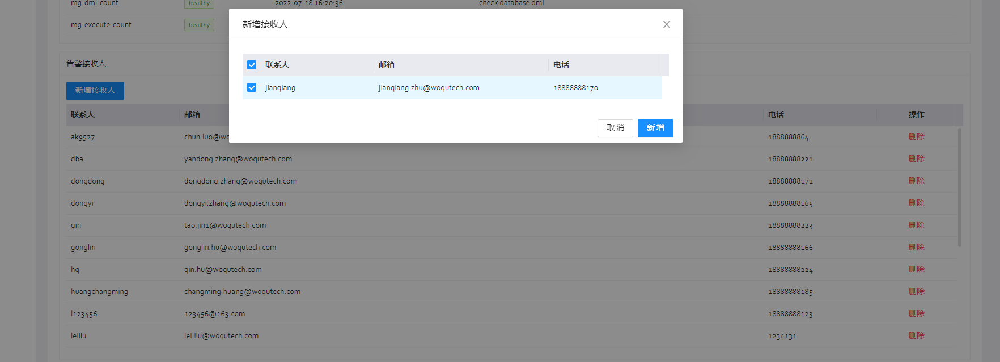 mg-dml-count healthy 2022-07-18 16:20:36 check database dml
mg-execute-count healthy
新增接收人
联系人 邮箱 电话
jianqiang jianqiang.zhu@woqutech.com 18888888170
取 消 新 增
告警接收人
新增接收人
联系人 邮箱 电话 操作
ak9527 chun.luo@wo 1888888864 删除
dba yandong.zhang@woqutech.com 18888888221 删除
dongdong dongdong.zhang@woqutech.com 18888888171 删除
dongyi dongyi.zhang@woqutech.com 18888888165 删除
gin tao.jin1@woqutech.com 18888888223 删除
gonglin gonglin.hu@woqutech.com 18888888166 删除
hq qin.hu@woqutech.com 18888888224 删除
huangchangming changming.huang@woqutech.com 18888888185 删除
l123456 123456@163.com 18888888123 删除
leiliu lei.liu@woqutech.com 1234131 删除